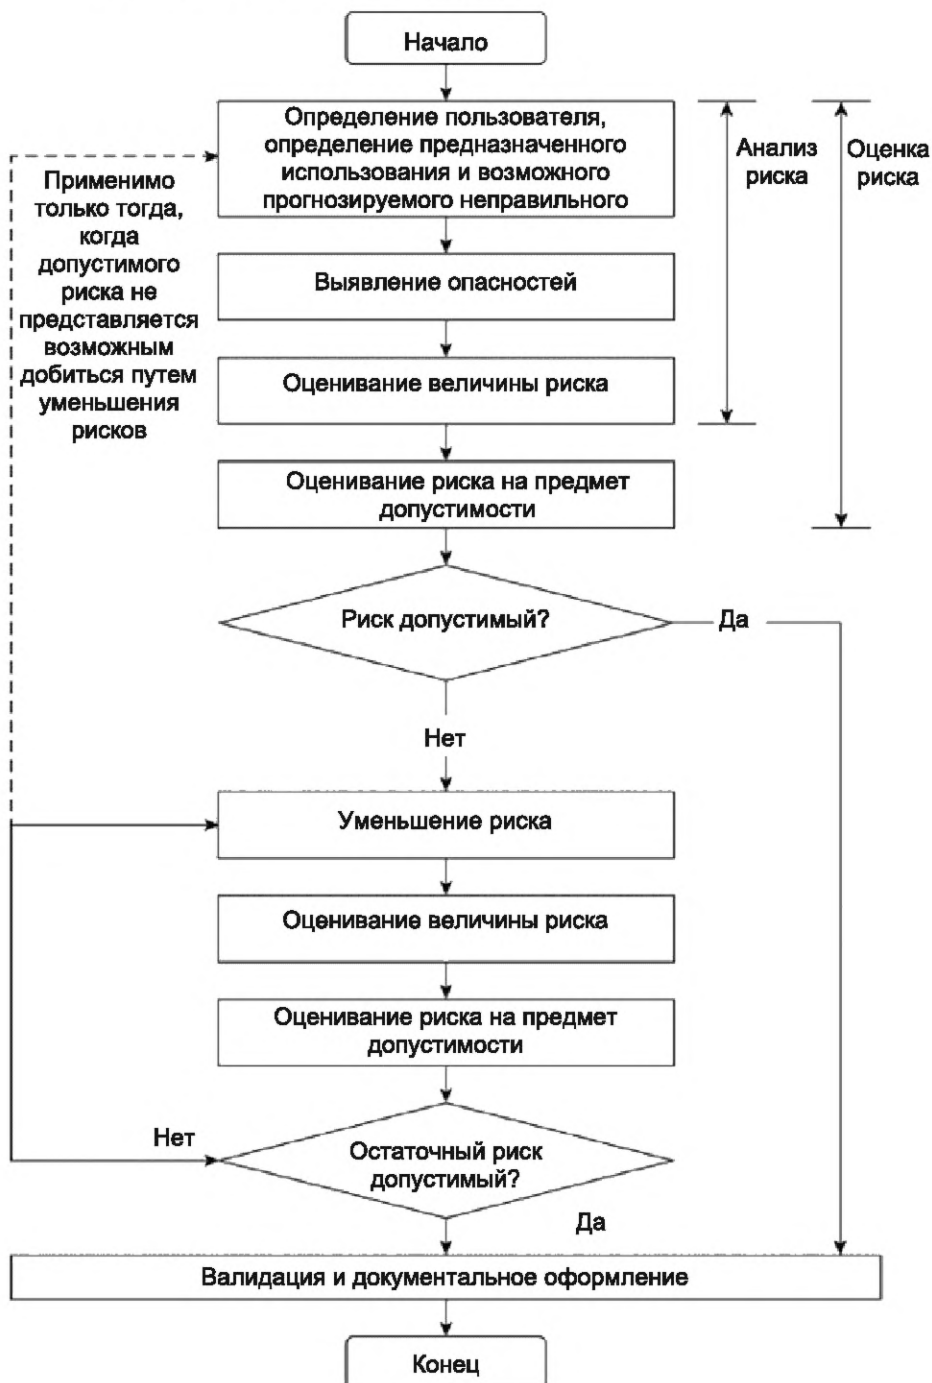 Начало
Определение пользователя,
определение предназначенного
использования и возможного
прогнозируемого неправильного
Анализ
риска
Оценка
риска
Применимо
только тогда,
когда
допустимого
риска не
представляется
возможным
добиться путем
уменьшения
рисков
Выявление опасностей
Оценивание величины риска
Оценивание риска на предмет
допустимости
Риск допустимый?
Да
Нет
Уменьшение риска
Оценивание величины риска
Оценивание риска на предмет
допустимости
Нет
Остаточный риск
допустимый?
Да
Валидация и документальное оформление
Конец